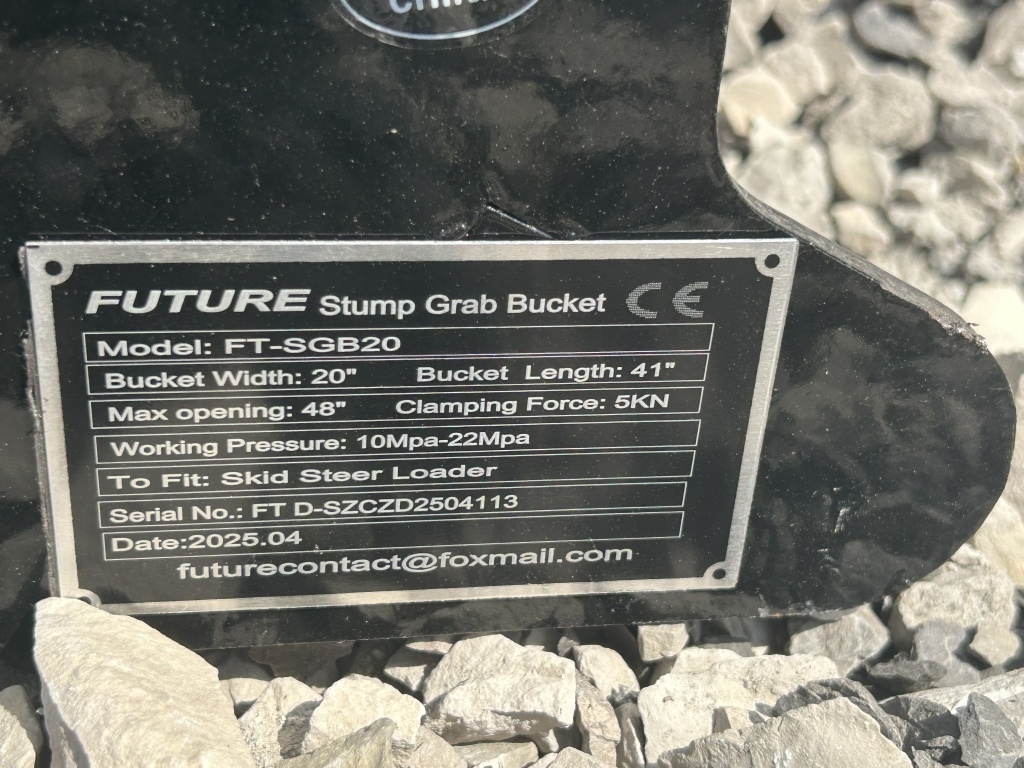 FUTURE Stump Grab Bucket CE
Model: FT-SGB20
Bucket Width: 20" Bucket Length: 41"
Max opening: 48" Clamping Force: 5KN
Working Pressure: 10Mpa-22Mpa
To Fit: Skid Steer Loader
Serial No.: FT D-SZCZD2504113
Date:2025.04
futurecontact@foxmail.com